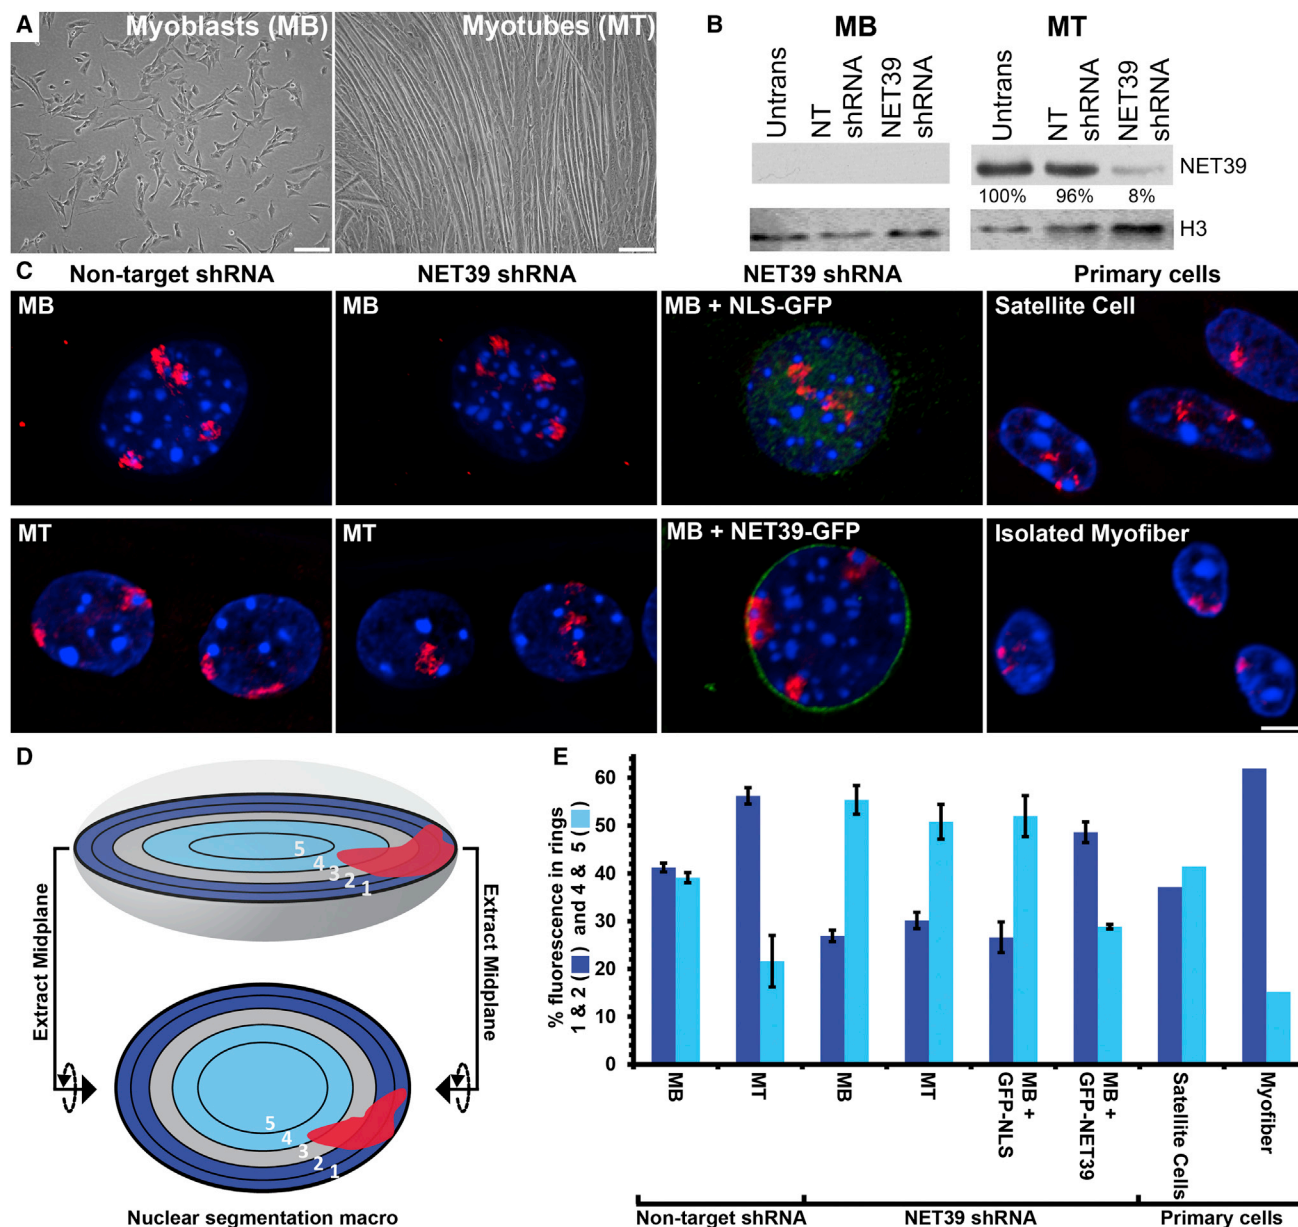 A
Myoblasts (MB)
Myotubes (MT)
B
MB
MT
Untrans
NT
shRNA
NET39
shRNA
Untrans
NT
shRNA
NET39
shRNA
NET39
100%
96%
8%
H3
C
Non-target shRNA
NET39 shRNA
NET39 shRNA
Primary cells
MB
MB
MB + NLS-GFP
Satellite Cell
MT
MT
MB + NET39-GFP
Isolated Myofiber
D
5
4
3
2
1
Extract Midplane
Extract Midplane
5
4
3
2
1
Nuclear segmentation macro
E
% fluorescence in rings
1 & 2 ( ) and 4 & 5 ( )
60
50
40
30
20
10
0
MB
MT
MB
MT
MB +
GFP-NLS
MB +
GFP-NET39
Satellite Cells
Myofiber
Non-target shRNA
NET39 shRNA
Primary cells